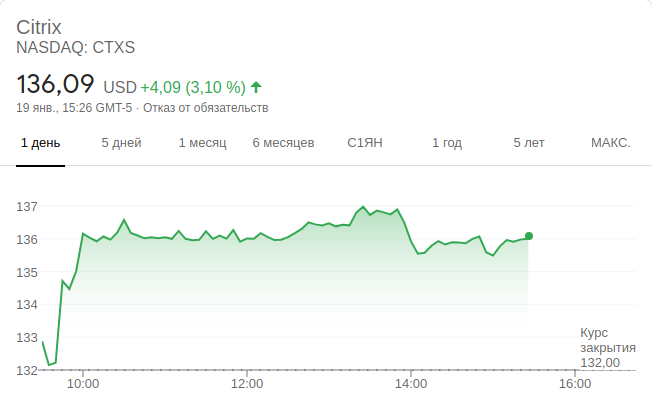 Citrix
NASDAQ: CTXS
136,09 USD +4,09 (3,10 %)
19 янв., 15:26 GMT-5 · Отказ от обязательств
1 день 5 дней 1 месяц 6 месяцев С1ЯН 1 год 5 лет МАКС.
137
136
135
134
133
132
Курс
закрытия
132,00
10:00 12:00 14:00 16:00